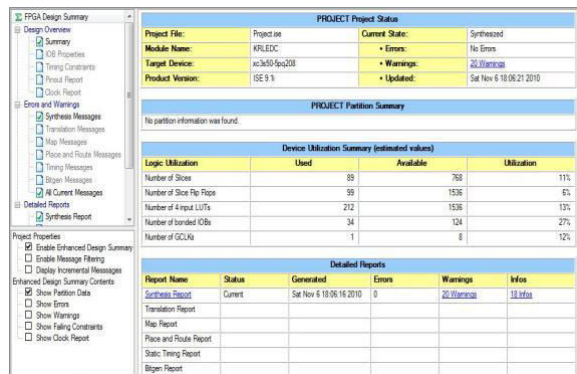 FPGA Design Summary
Design Overview
Summary
IOB Properties
Timing Constraints
Pinout Report
Clock Report
Errors and Warnings
Synthesis Messages
Translation Messages
Map Messages
Place and Route Messages
Timing Messages
Bitgen Messages
All Current Messages
Detailed Reports
Synthesis Report
Project Properties
Enable Enhanced Design Summary
Enable Message Filtering
Display Incremental Messages
Enhanced Design Summary Contents
Show Partition Data
Show Errors
Show Warnings
Show Failing Constraints
Show Clock Report
PROJECT Project Status
Project File: Project.ise Current State: Synthesized
Module Name: KRLEDC • Errors: No Errors
Target Device: xc3s50-5pq208 • Warnings: 20 Warnings
Product Version: ISE 9.1i • Updated: Sat Nov 6 18:06:21 2010
PROJECT Partition Summary
No partition information was found.
Device Utilization Summary (estimated values)
Logic Utilization Used Available Utilization
Number of Slices 89 768 11%
Number of Slice Flip Flops 99 1536 6%
Number of 4 input LUTs 212 1536 13%
Number of bonded IOBs 34 124 27%
Number of GCLKs 1 8 12%
Detailed Reports
Report Name Status Generated Errors Warnings Infos
Synthesis Report Current Sat Nov 6 18:06:16 2010 0 20 Warnings 18 Infos
Translation Report
Map Report
Place and Route Report
Static Timing Report
Bitgen Report